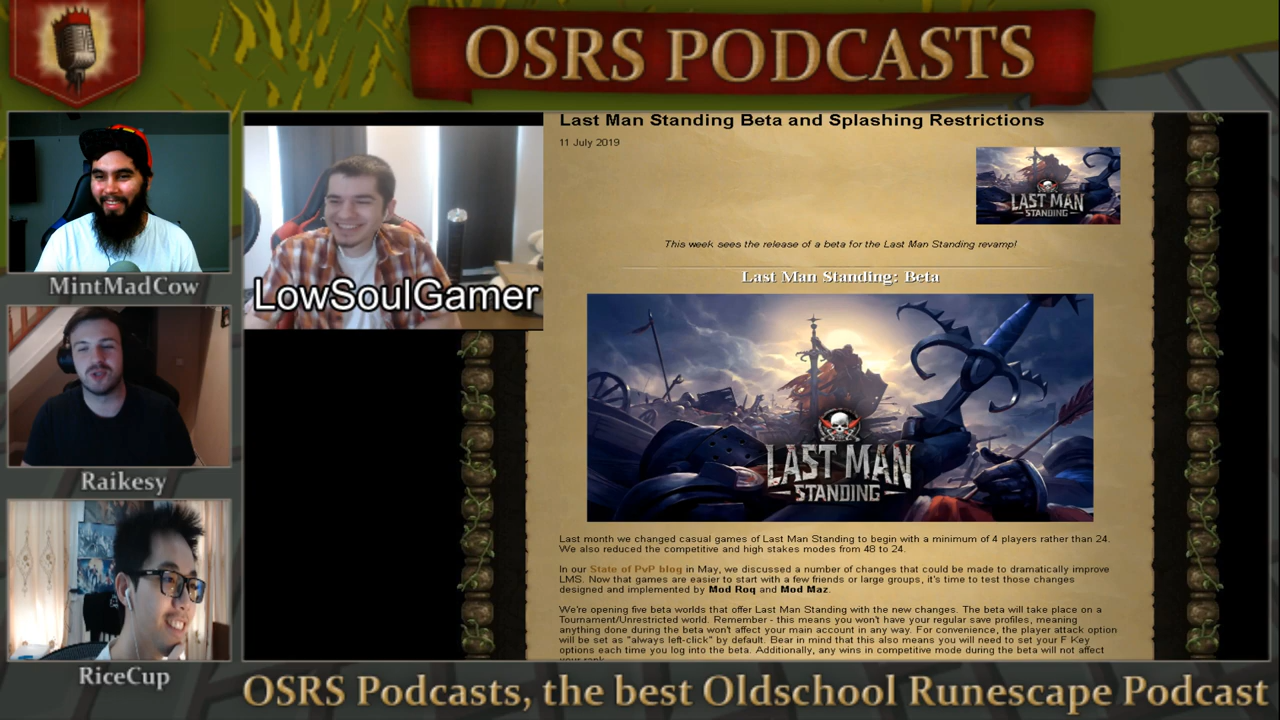 OSRS PODCASTS
MintMadCow
Raikesy
RiceCup
LowSoulGamer
Last Man Standing Beta and Splashing Restrictions
11 July 2019
LAST MAN
STANDING
This week sees the release of a beta for the Last Man Standing revamp!
Last Man Standing: Beta
LAST MAN
STANDING
Last month we changed casual games of Last Man Standing to begin with a minimum of 4 players rather than 24.
We also reduced the competitive and high stakes modes from 48 to 24.
In our State of PvP blog in May, we discussed a number of changes that could be made to dramatically improve
LMS. Now that games are easier to start with a few friends or large groups, it's time to test those changes
designed and implemented by Mod Roq and Mod Maz.
We're opening five beta worlds that offer Last Man Standing with the new changes. The beta will take place on a
Tournament/Unrestricted world. Remember - this means you won't have your regular save profiles, meaning
anything done during the beta won't affect your main account in any way. For convenience, the player attack option
will be set as "always left-click" by default. Bear in mind that this also means you will need to set your F Key
options each time you log into the beta. Additionally, any wins in competitive mode during the beta will not affect
your rank.
OSRS Podcasts, the best Oldschool Runescape Podcast